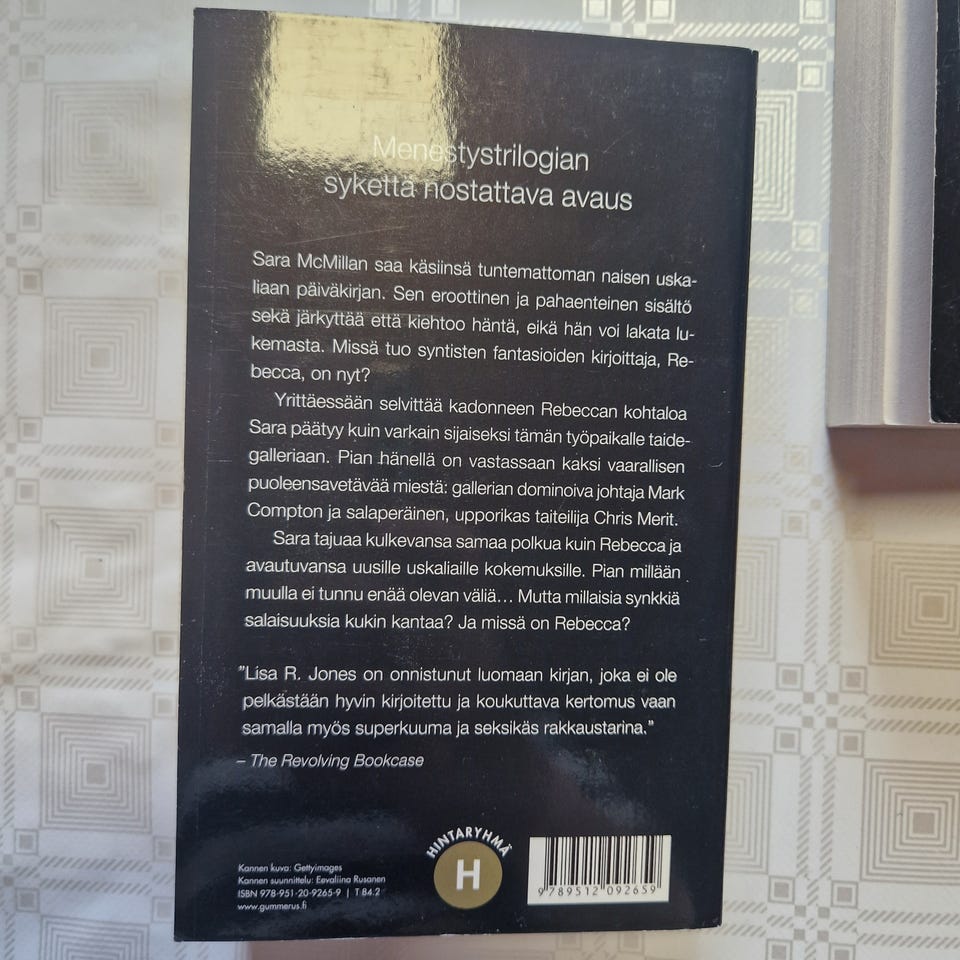 Menestystrilogian
sykettä nostattava avaus
Sara McMillan saa käsiinsä tuntemattoman naisen uska-
liaan päiväkirjan. Sen eroottinen ja pahaenteinen sisältö
sekä järkyttää että kiehtoo häntä, eikä hän voi lakata lu-
kemasta. Missä tuo syntisten fantasioiden kirjoittaja, Re-
becca, on nyt?
Yrittäessään selvittää kadonneen Rebeccan kohtaloa
Sara päätyy kuin varkain sijaiseksi tämän työpaikalle taide-
galleriaan. Pian hänellä on vastassaan kaksi vaarallisen
puoleensavetävää miestä: gallerian dominoiva johtaja Mark
Compton ja salaperäinen, upporikas taiteilija Chris Merit.
Sara tajuaa kulkevansa samaa polkua kuin Rebecca ja
avautuvansa uusille uskaliaille kokemuksille. Pian millään
muulla ei tunnu enää olevan väliä... Mutta millaisia synkkiä
salaisuuksia kukin kantaa? Ja missä on Rebecca?
"Lisa R. Jones on onnistunut luomaan kirjan, joka ei ole
pelkästään hyvin kirjoitettu ja koukuttava kertomus vaan
samalla myös superkuuma ja seksikäs rakkaustarina."
– The Revolving Bookcase
HINTARYHMÄ
H
Kannen kuva: Gettyimages
Kannen suunnittelu: Eevaliina Rusanen
ISBN 978-951-20-9265-9 | T 84.2
www.gummerus.fi
9 789512 092659